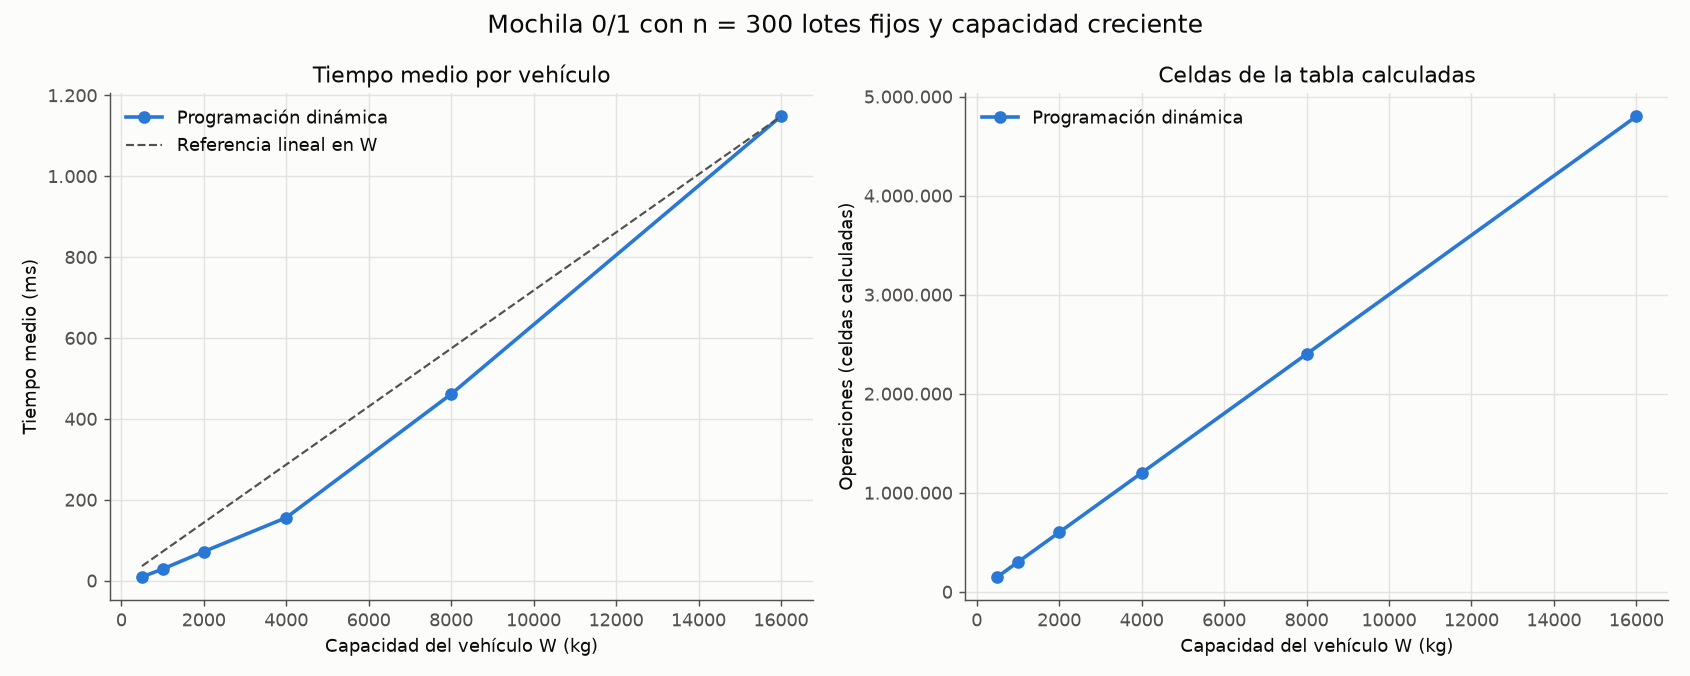 Mochila 0/1 con n = 300 lotes fijos y capacidad creciente
Tiempo medio por vehículo
1.200
1.000
800
600
400
200
0
Tiempo medio (ms)
Programación dinámica
Referencia lineal en W
0 2000 4000 6000 8000 10000 12000 14000 16000
Capacidad del vehículo W (kg)
Celdas de la tabla calculadas
5.000.000
4.000.000
3.000.000
2.000.000
1.000.000
0
Operaciones (celdas calculadas)
Programación dinámica
0 2000 4000 6000 8000 10000 12000 14000 16000
Capacidad del vehículo W (kg)